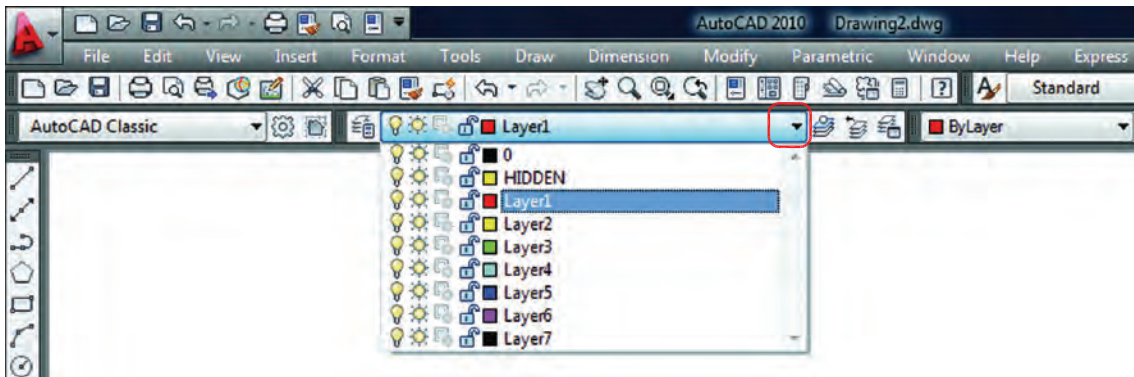 AutoCAD 2010 Drawing2.dwg
File Edit View Insert Format Tools Draw Dimension Modify Parametric Window Help Express
Standard
AutoCAD Classic Layer1 ByLayer
0
HIDDEN
Layer1
Layer2
Layer3
Layer4
Layer5
Layer6
Layer7